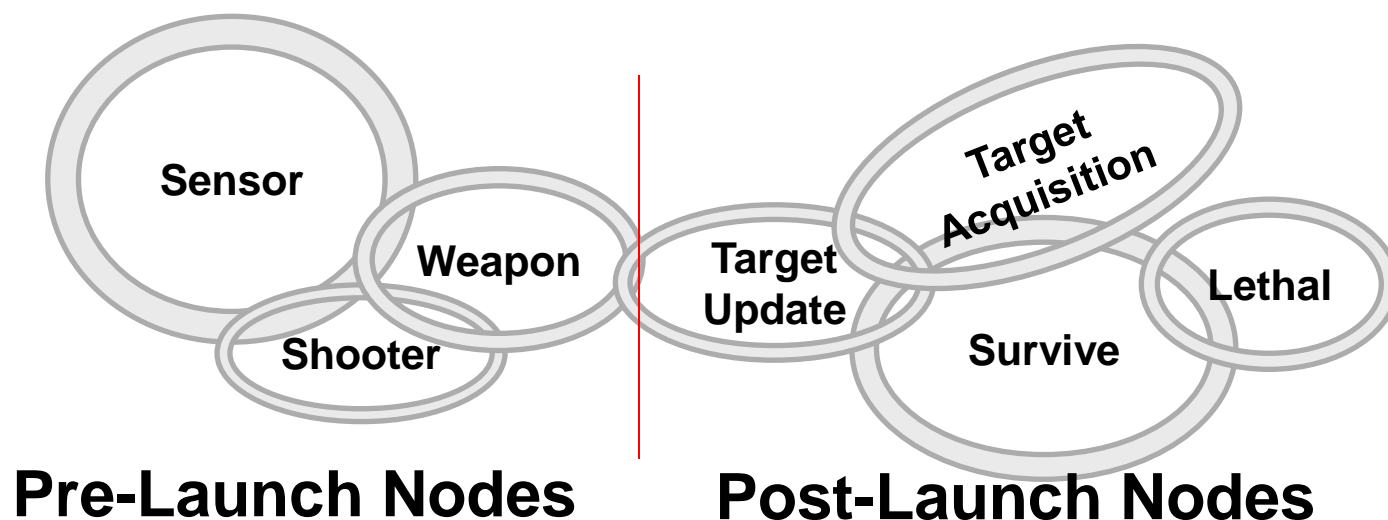 Sensor
Weapon
Shooter
Target
Update
Target
Acquisition
Survive
Lethal
Pre-Launch Nodes
Post-Launch Nodes